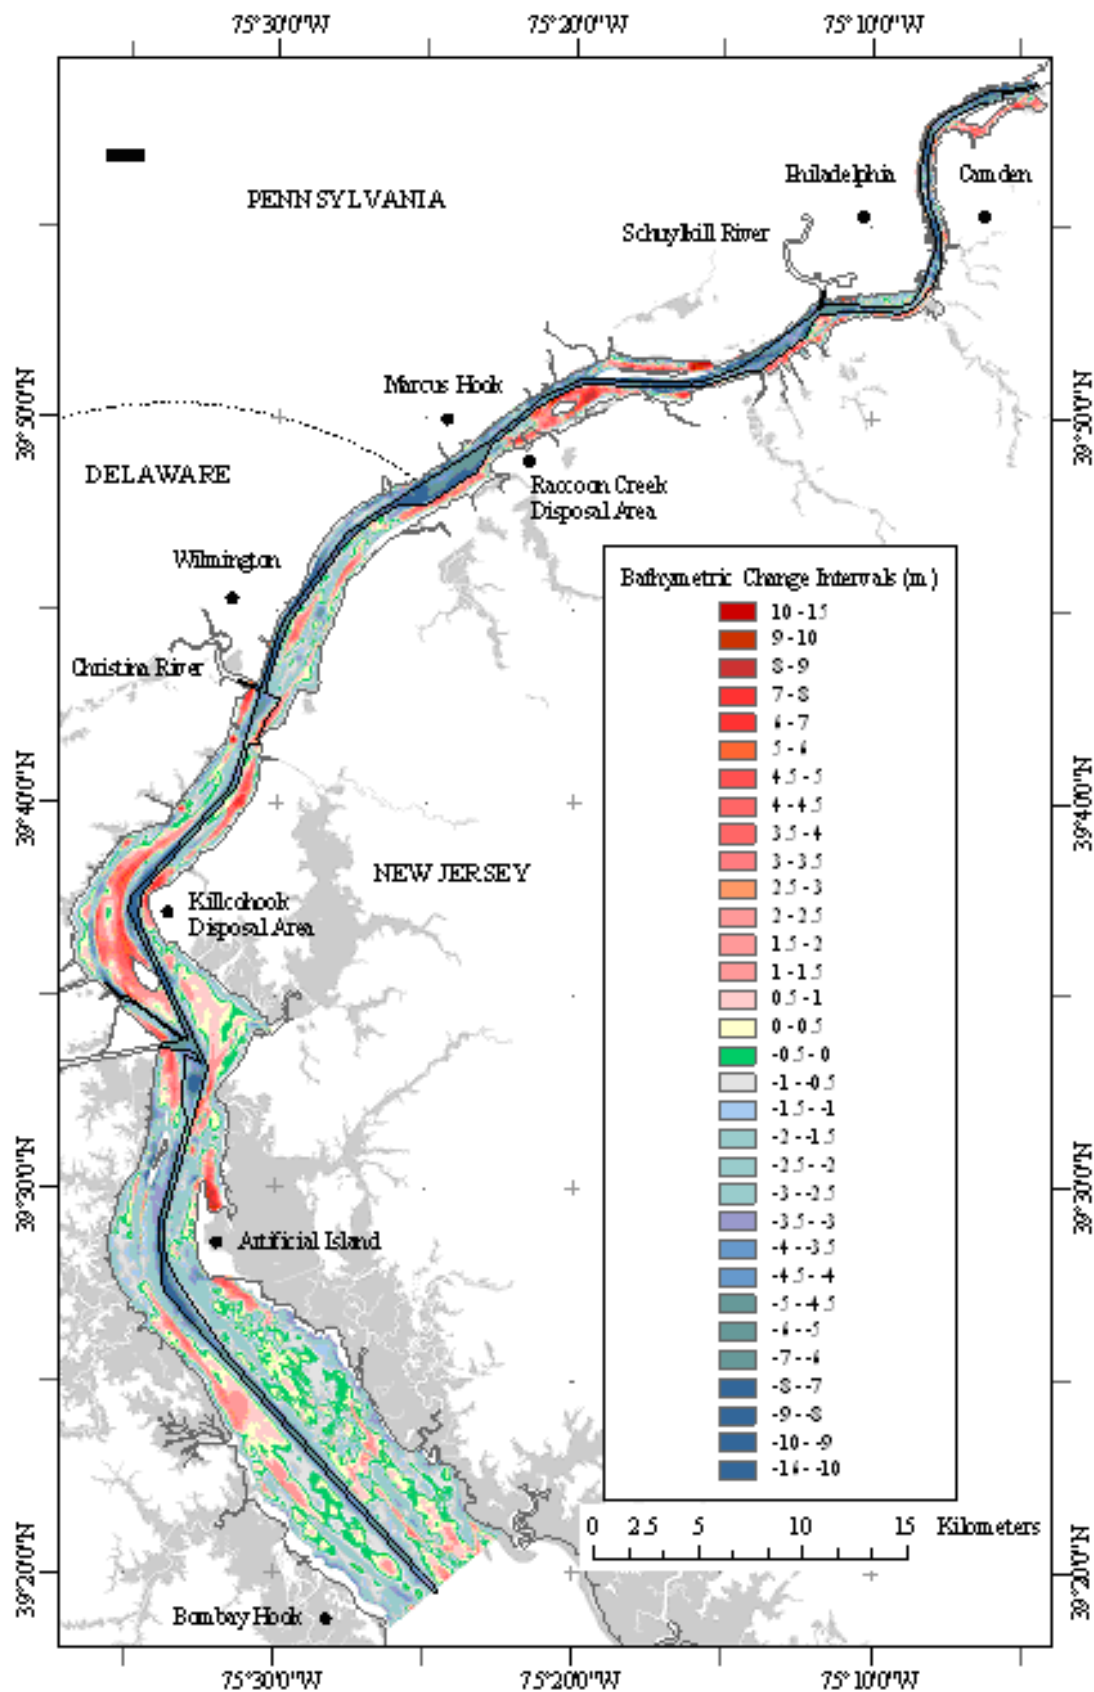 75°30'0"W 75°20'0"W 75°10'0"W
PENNSYLVANIA
Philadelphia
Camden
Schuylkill River
Marcus Hook
39°50'0"N
39°50'0"N
DELAWARE
Raccoon Creek
Disposal Area
Wilmington
Christina River
Bathymetric Change Intervals (m)
10 - 15
9 - 10
8 - 9
7 - 8
6 - 7
5 - 6
4.5 - 5
4 - 4.5
3.5 - 4
3 - 3.5
2.5 - 3
2 - 2.5
1.5 - 2
1 - 1.5
0.5 - 1
0 - 0.5
-0.5 - 0
-1 - -0.5
-1.5 - -1
-2 - -1.5
-2.5 - -2
-3 - -2.5
-3.5 - -3
-4 - -3.5
-4.5 - -4
-5 - -4.5
-6 - -5
-7 - -6
-8 - -7
-9 - -8
-10 - -9
-16 - -10
39°40'0"N
39°40'0"N
NEW JERSEY
Killcohook
Disposal Area
39°30'0"N
39°30'0"N
Artificial Island
0 2.5 5 10 15 Kilometers
39°20'0"N
39°20'0"N
Bombay Hook
75°30'0"W 75°20'0"W 75°10'0"W